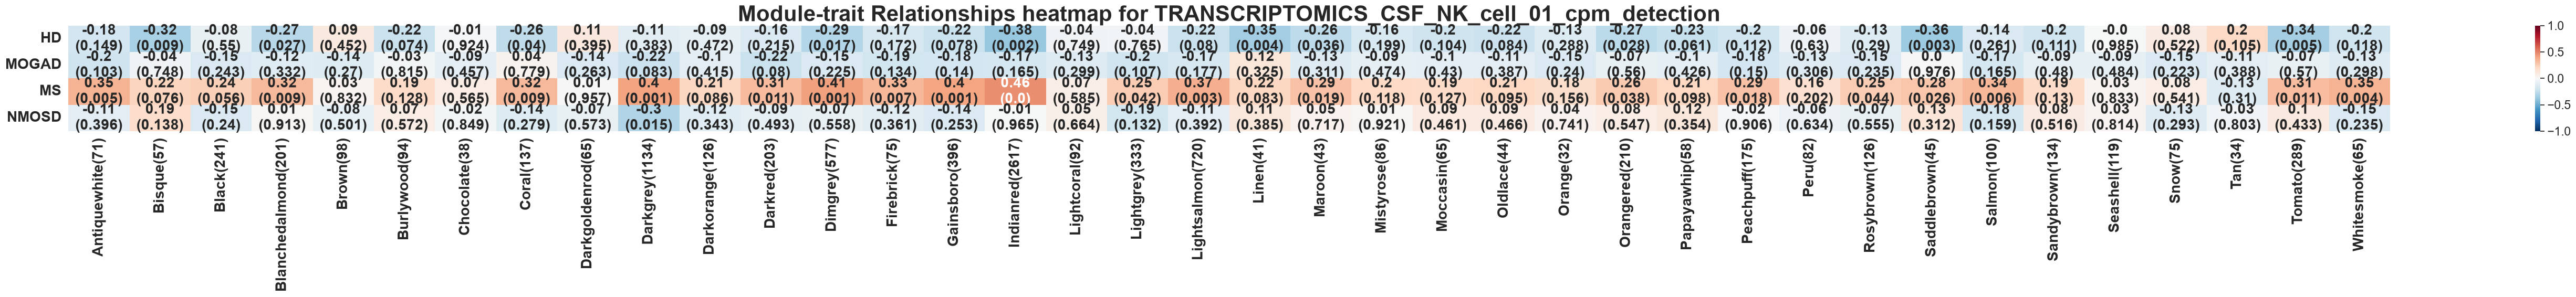 Module-trait Relationships heatmap for TRANSCRIPTOMICS_CSF_NK_cell_01_cpm_detection
HD
-0.18 -0.32 -0.08 -0.27 0.09 -0.22 -0.01 -0.26 0.11 -0.11 -0.09 -0.16 -0.29 -0.17 -0.22 -0.38 -0.04 -0.04 -0.22 -0.35 -0.26 -0.16 -0.2 -0.22 -0.13 -0.27 -0.23 -0.2 -0.06 -0.13 -0.36 -0.14 -0.2 -0.0 0.08 0.2 -0.34 -0.2
(0.149) (0.009) (0.55) (0.027) (0.452) (0.074) (0.924) (0.04) (0.395) (0.383) (0.472) (0.215) (0.017) (0.172) (0.078) (0.002) (0.749) (0.765) (0.08) (0.004) (0.036) (0.199) (0.104) (0.084) (0.288) (0.028) (0.061) (0.112) (0.63) (0.29) (0.003) (0.261) (0.111) (0.985) (0.522) (0.105) (0.005) (0.118)
MOGAD
-0.2 -0.04 -0.15 -0.12 -0.14 -0.03 -0.09 0.04 -0.14 -0.22 -0.1 -0.22 -0.15 -0.19 -0.18 -0.17 -0.13 -0.2 -0.17 0.12 -0.13 -0.09 -0.1 -0.11 -0.15 -0.07 -0.1 -0.18 -0.13 -0.15 0.0 -0.17 -0.09 -0.09 -0.15 -0.11 -0.07 -0.13
(0.103) (0.748) (0.243) (0.332) (0.27) (0.815) (0.457) (0.779) (0.263) (0.083) (0.415) (0.08) (0.225) (0.134) (0.14) (0.165) (0.299) (0.107) (0.177) (0.325) (0.311) (0.474) (0.43) (0.387) (0.24) (0.56) (0.426) (0.15) (0.306) (0.235) (0.976) (0.165) (0.48) (0.484) (0.223) (0.388) (0.57) (0.298)
MS
0.35 0.22 0.24 0.32 0.03 0.19 0.07 0.32 0.01 0.4 0.21 0.31 0.41 0.33 0.4 0.46 0.07 0.25 0.37 0.22 0.29 0.2 0.19 0.21 0.18 0.26 0.21 0.29 0.16 0.25 0.28 0.34 0.19 0.03 0.08 -0.13 0.31 0.35
(0.005) (0.076) (0.056) (0.009) (0.832) (0.128) (0.565) (0.009) (0.957) (0.001) (0.086) (0.011) (0.001) (0.007) (0.001) (0.0) (0.585) (0.042) (0.003) (0.083) (0.019) (0.118) (0.127) (0.095) (0.156) (0.038) (0.098) (0.018) (0.202) (0.044) (0.026) (0.006) (0.13) (0.833) (0.541) (0.31) (0.011) (0.004)
NMOSD
-0.11 0.19 -0.15 0.01 -0.08 0.07 -0.02 -0.14 -0.07 -0.3 -0.12 -0.09 -0.07 -0.12 -0.14 -0.01 0.05 -0.19 -0.11 0.11 0.05 0.01 0.09 0.09 0.04 0.08 0.12 -0.02 -0.06 -0.07 0.13 -0.18 0.08 0.03 -0.13 -0.03 0.1 -0.15
(0.396) (0.138) (0.24) (0.913) (0.501) (0.572) (0.849) (0.279) (0.573) (0.015) (0.343) (0.493) (0.558) (0.361) (0.253) (0.965) (0.664) (0.132) (0.392) (0.385) (0.717) (0.921) (0.461) (0.466) (0.741) (0.547) (0.354) (0.906) (0.634) (0.555) (0.312) (0.159) (0.516) (0.814) (0.293) (0.803) (0.433) (0.235)
Antiquewhite(71)
Bisque(57)
Black(241)
Blanchedalmond(201)
Brown(98)
Burlywood(94)
Chocolate(38)
Coral(137)
Darkgoldenrod(65)
Darkgrey(134)
Darkorange(126)
Darkred(203)
Dimgrey(577)
Firebrick(75)
Gainsboro(396)
Indianred(2617)
Lightcoral(92)
Lightgrey(333)
Lightsalmon(720)
Linen(41)
Maroon(43)
Mistyrose(86)
Moccasin(65)
Oldlace(44)
Orange(32)
Orangered(210)
Papayawhip(58)
Peachpuff(175)
Peru(82)
Rosybrown(126)
Saddlebrown(45)
Salmon(100)
Sandybrown(134)
Seashell(119)
Snow(75)
Tan(34)
Tomato(289)
Whitesmoke(65)
1.0
0.5
0.0
−0.5
−1.0